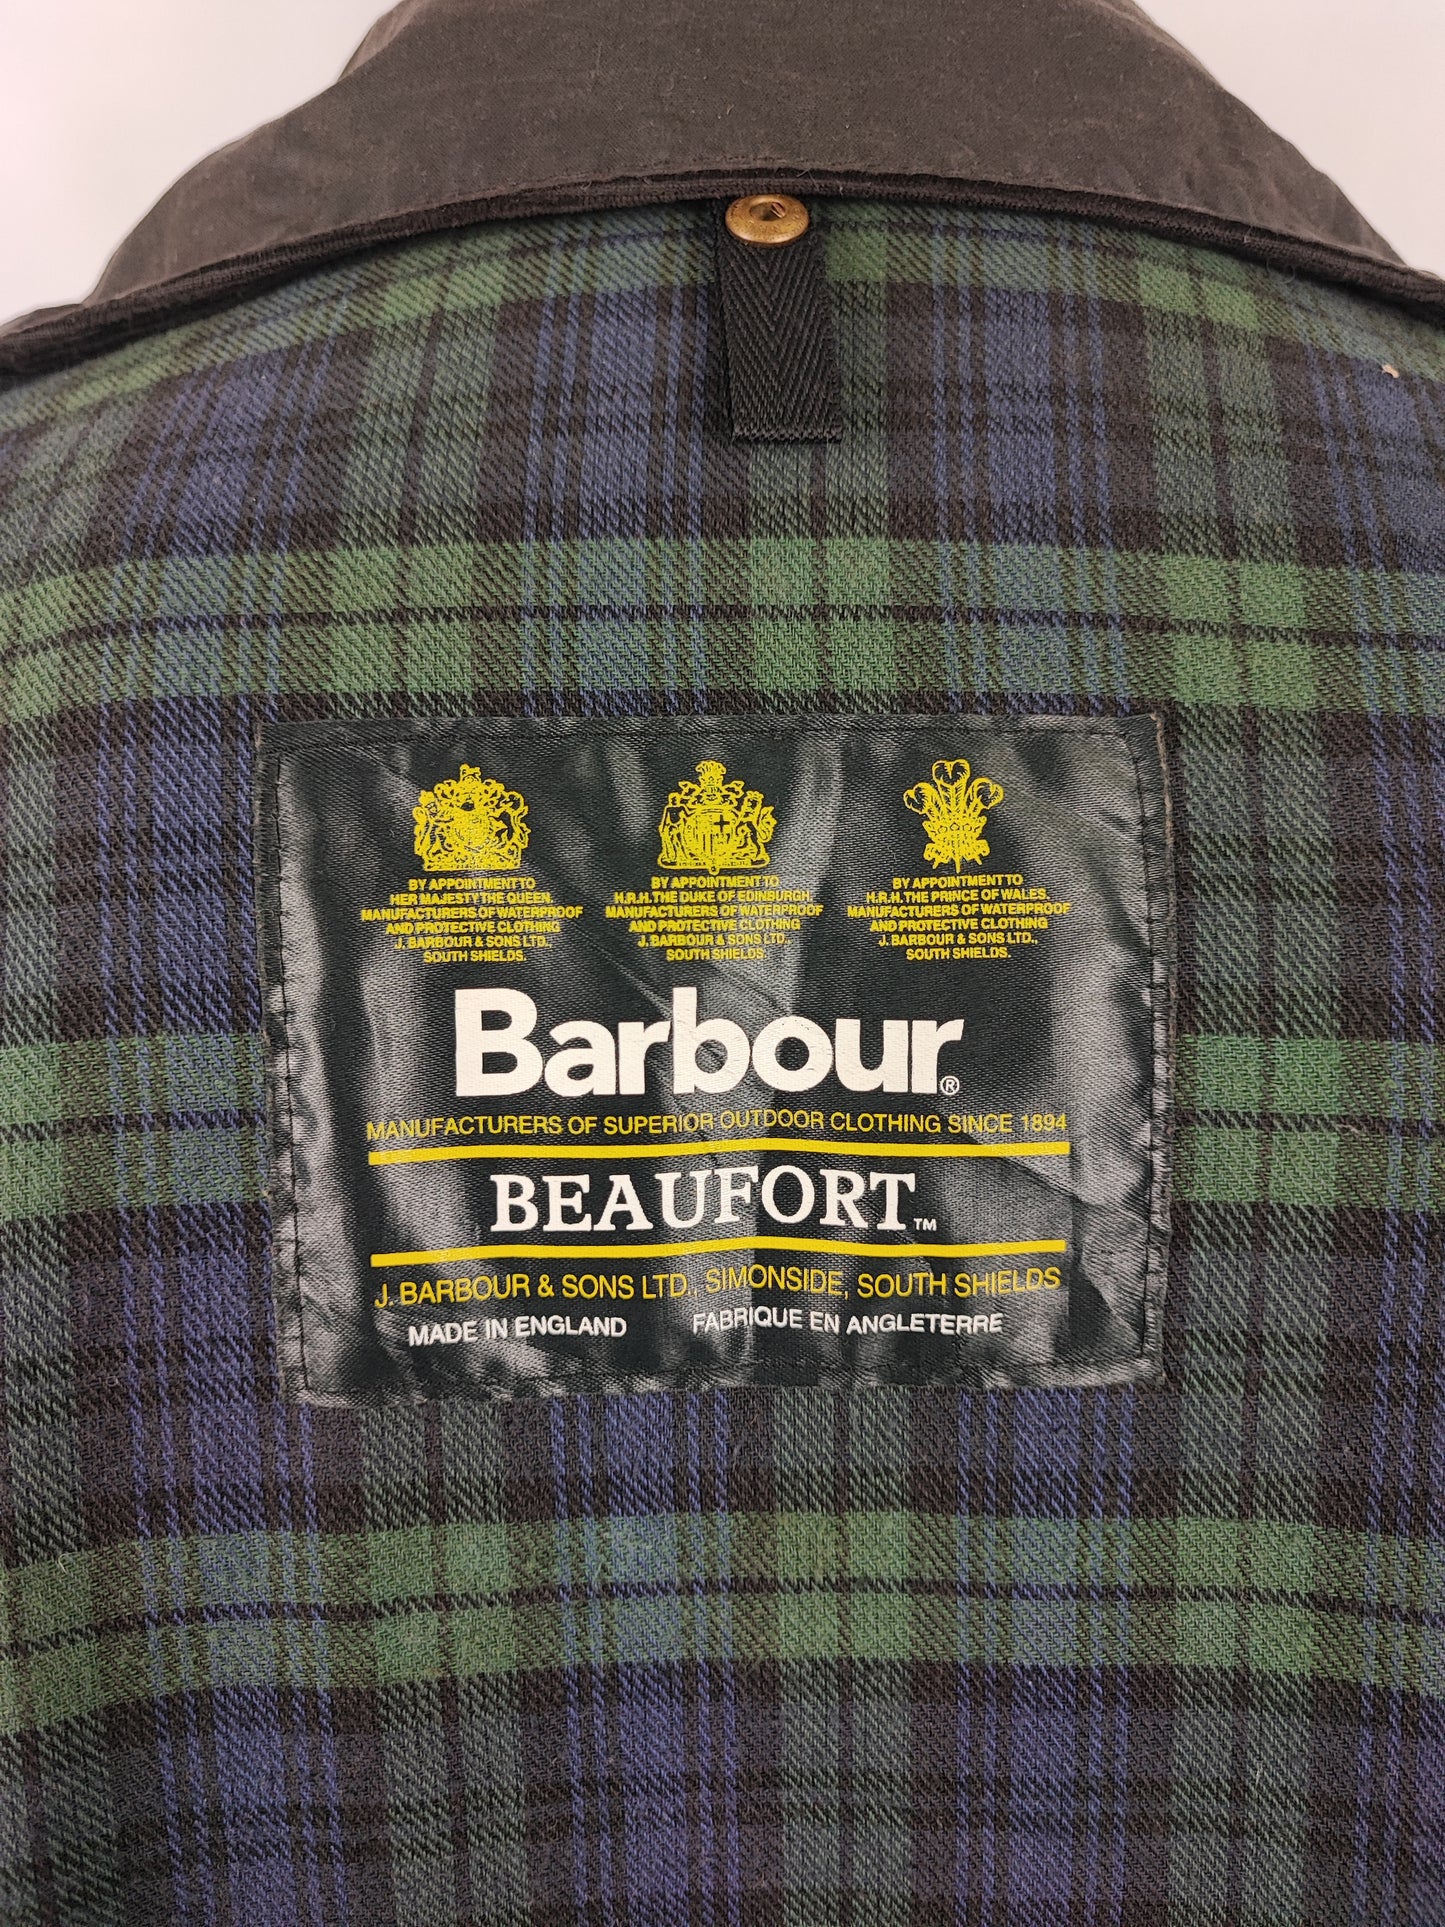 BY APPOINTMENT TO
HER MAJESTY THE QUEEN.
MANUFACTURERS OF WATERPROOF
AND PROTECTIVE CLOTHING
J. BARBOUR & SONS LTD.,
SOUTH SHIELDS.
BY APPOINTMENT TO
H.R.H. THE DUKE OF EDINBURGH.
MANUFACTURERS OF WATERPROOF
AND PROTECTIVE CLOTHING
J. BARBOUR & SONS LTD.,
SOUTH SHIELDS.
BY APPOINTMENT TO
H.R.H. THE PRINCE OF WALES.
MANUFACTURERS OF WATERPROOF
AND PROTECTIVE CLOTHING
J. BARBOUR & SONS LTD.,
SOUTH SHIELDS.
Barbour®
MANUFACTURERS OF SUPERIOR OUTDOOR CLOTHING SINCE 1894
BEAUFORT™
J. BARBOUR & SONS LTD., SIMONSIDE, SOUTH SHIELDS
MADE IN ENGLAND FABRIQUE EN ANGLETERRE